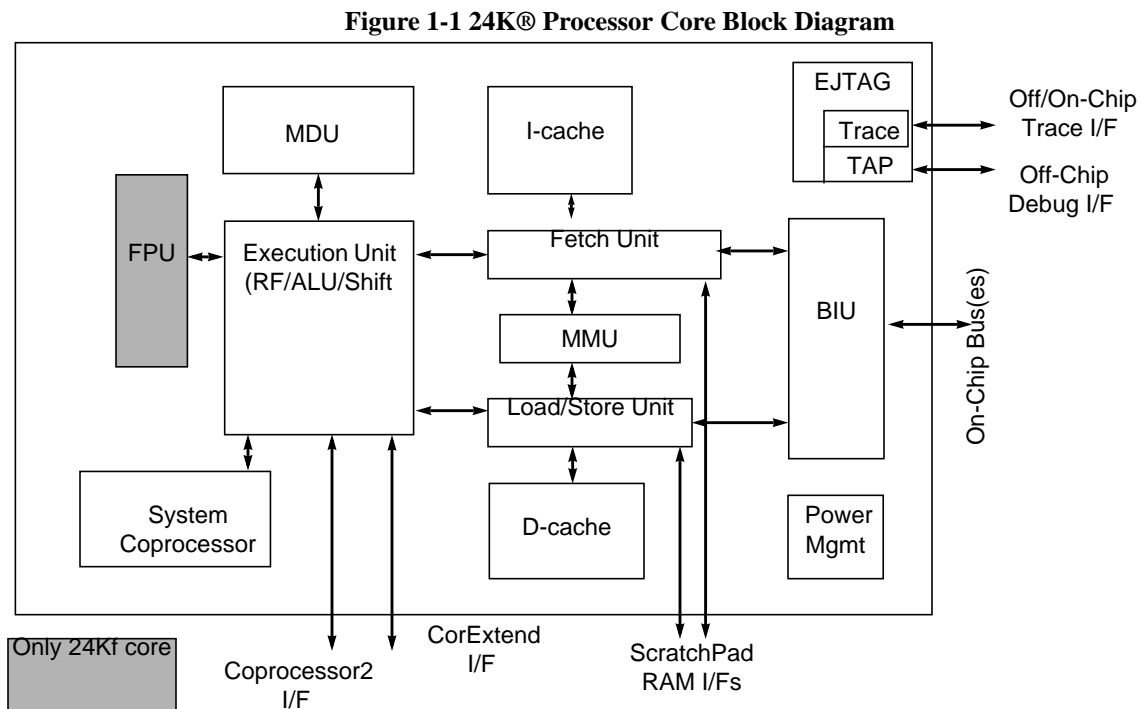 Figure 1-1 24K® Processor Core Block Diagram
EJTAG
Off/On-Chip
Trace I/F
MDU
I-cache
Trace
TAP
Off-Chip
Debug I/F
FPU
Execution Unit
(RF/ALU/Shift
Fetch Unit
BIU
MMU
On-Chip Bus(es)
Load/Store Unit
System
Coprocessor
D-cache
Power
Mgmt
Only 24Kf core
Coprocessor2
I/F
CorExtend
I/F
ScratchPad
RAM I/Fs